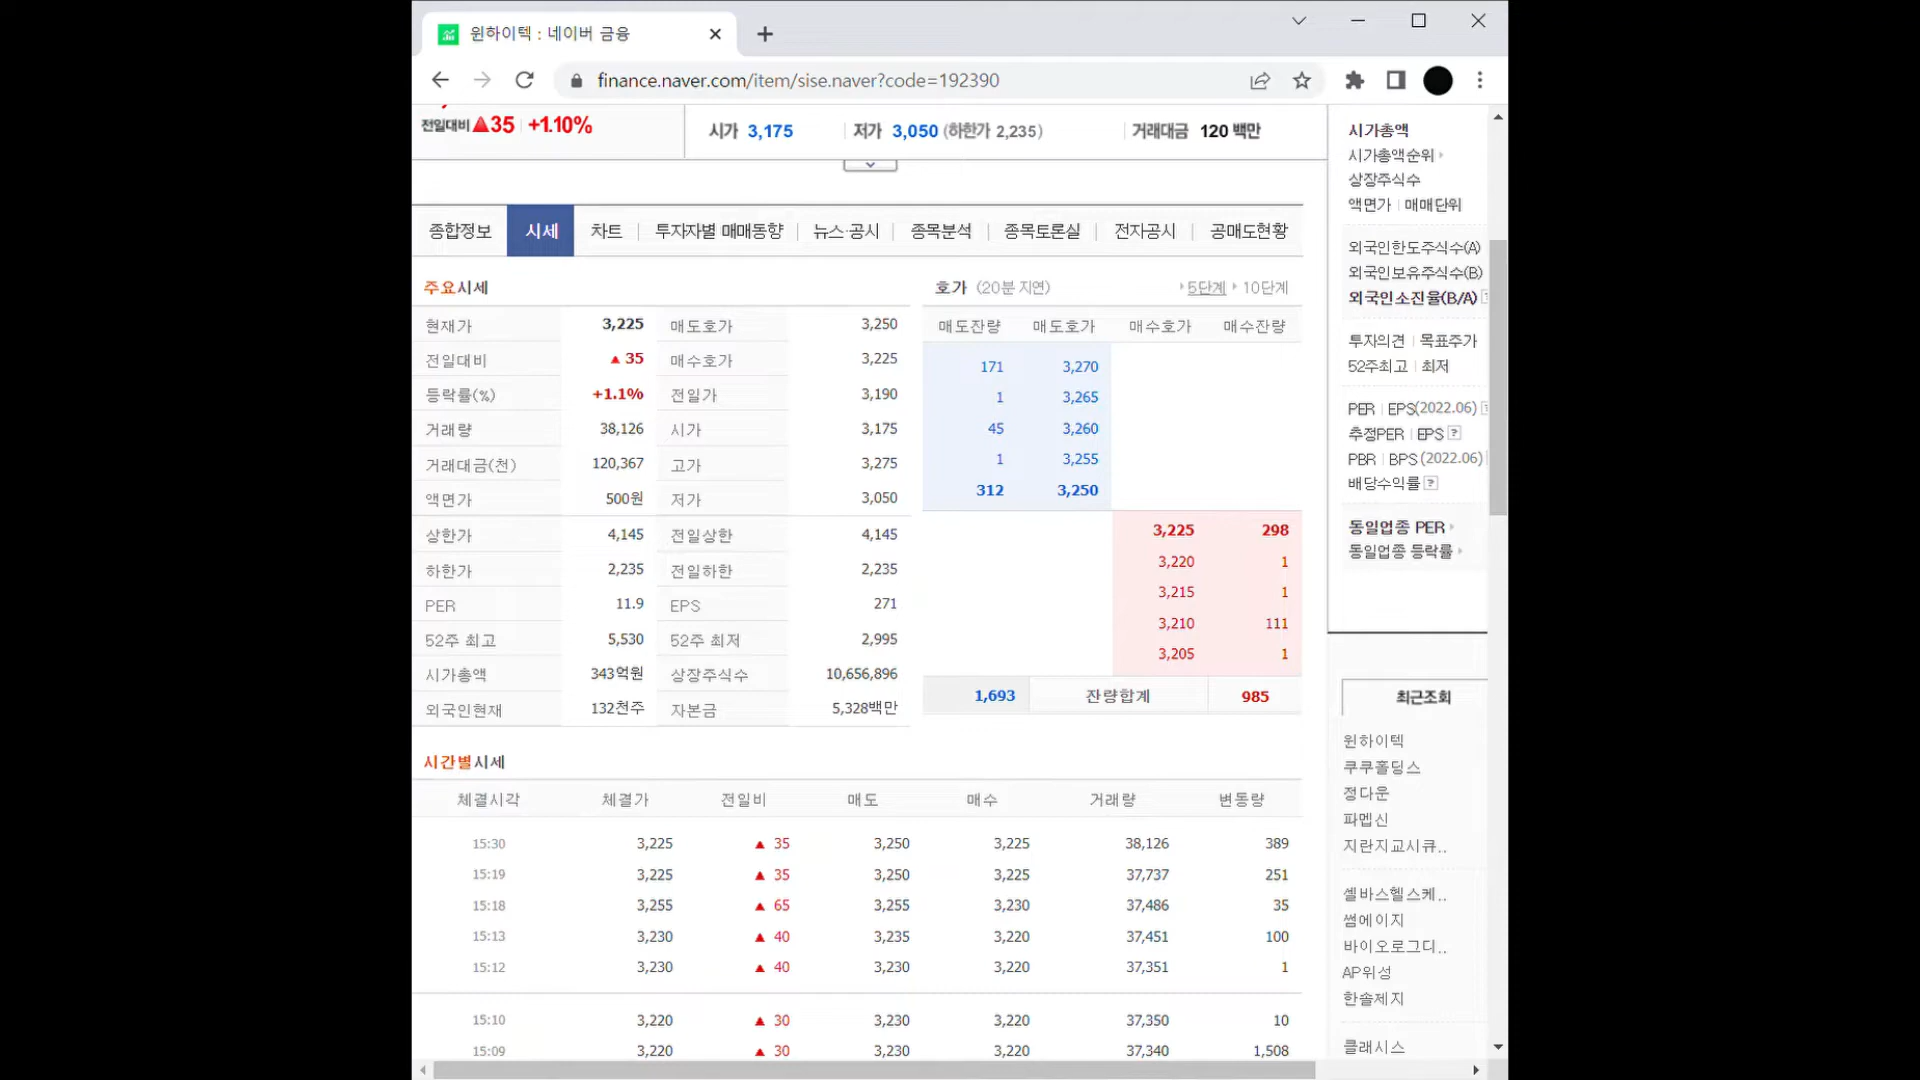 윈하이텍 : 네이버 금융
finance.naver.com/item/sise.naver?code=192390
전일대비 ▲35 +1.10%
시가 3,175 저가 3,050 (하한가 2,235) 거래대금 120 백만
종합정보 시세 차트 투자자별 매매동향 뉴스·공시 종목분석 종목토론실 전자공시 공매도현황
주요시세
현재가 3,225 매도호가 3,250
전일대비 ▲ 35 매수호가 3,225
등락률(%) +1.1% 전일가 3,190
거래량 38,126 시가 3,175
거래대금(천) 120,367 고가 3,275
액면가 500원 저가 3,050
상한가 4,145 전일상한 4,145
하한가 2,235 전일하한 2,235
PER 11.9 EPS 271
52주 최고 5,530 52주 최저 2,995
시가총액 343억원 상장주식수 10,656,896
외국인현재 132천주 자본금 5,328백만
호가 (20분 지연) 5단계 10단계
매도잔량 매도호가 매수호가 매수잔량
171 3,270
1 3,265
45 3,260
1 3,255
312 3,250
3,225 298
3,220 1
3,215 1
3,210 111
3,205 1
1,693 잔량합계 985
시간별시세
체결시각 체결가 전일비 매도 매수 거래량 변동량
15:30 3,225 ▲ 35 3,250 3,225 38,126 389
15:19 3,225 ▲ 35 3,250 3,225 37,737 251
15:18 3,255 ▲ 65 3,255 3,230 37,486 35
15:13 3,230 ▲ 40 3,235 3,220 37,451 100
15:12 3,230 ▲ 40 3,230 3,220 37,351 1
15:10 3,220 ▲ 30 3,230 3,220 37,350 10
15:09 3,220 ▲ 30 3,230 3,220 37,340 1,508
시가총액
시가총액순위
상장주식수
액면가 매매단위
외국인한도주식수(A)
외국인보유주식수(B)
외국인소진율(B/A) ?
투자의견 목표주가
52주최고 최저
PER EPS(2022.06) ?
추정PER EPS ?
PBR BPS (2022.06)
배당수익률 ?
동일업종 PER
동일업종 등락률
최근조회
윈하이텍
쿠쿠홀딩스
정다운
파멥신
지란지교시큐..
셀바스헬스케..
썸에이지
바이오로그디..
AP위성
한솔제지
클래시스